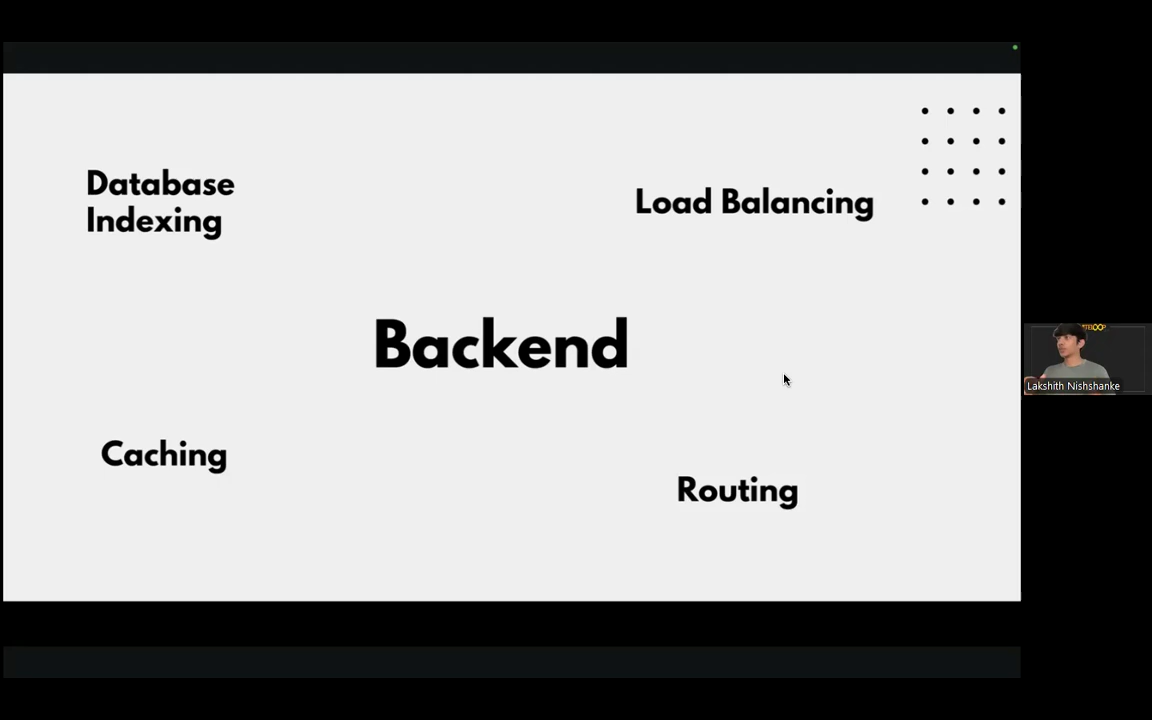 Database
Indexing
Load Balancing
Backend
Caching
Routing
Lakshith Nishshanke